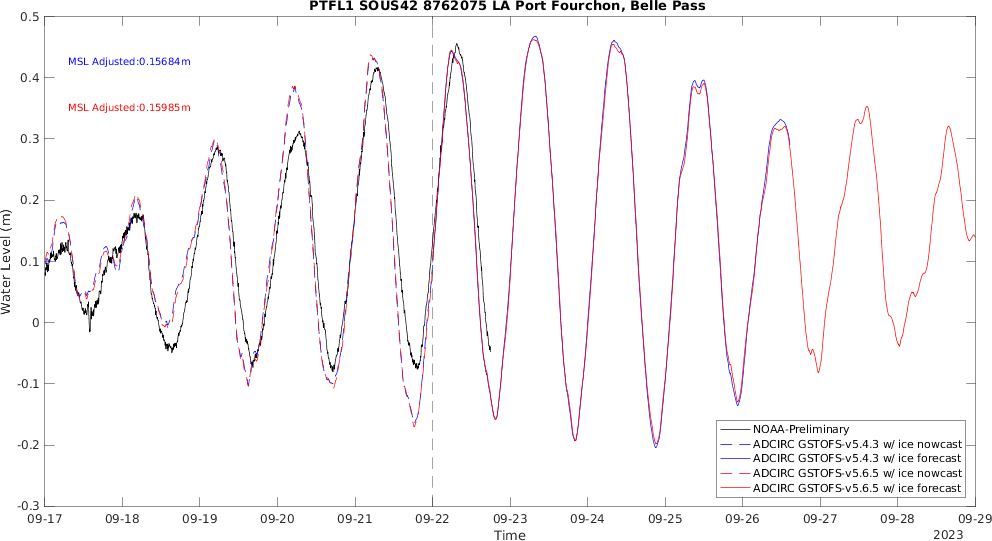 PTFL1 SOUS42 8762075 LA Port Fourchon, Belle Pass
0.5
0.4
0.3
0.2
0.1
0
-0.1
-0.2
-0.3
Water Level (m)
MSL Adjusted:0.15684m
MSL Adjusted:0.15985m
NOAA-Preliminary
ADCIRC GSTOFS-v5.4.3 w/ ice nowcast
ADCIRC GSTOFS-v5.4.3 w/ ice forecast
ADCIRC GSTOFS-v5.6.5 w/ ice nowcast
ADCIRC GSTOFS-v5.6.5 w/ ice forecast
09-17 09-18 09-19 09-20 09-21 09-22 09-23 09-24 09-25 09-26 09-27 09-28 09-29
Time
2023